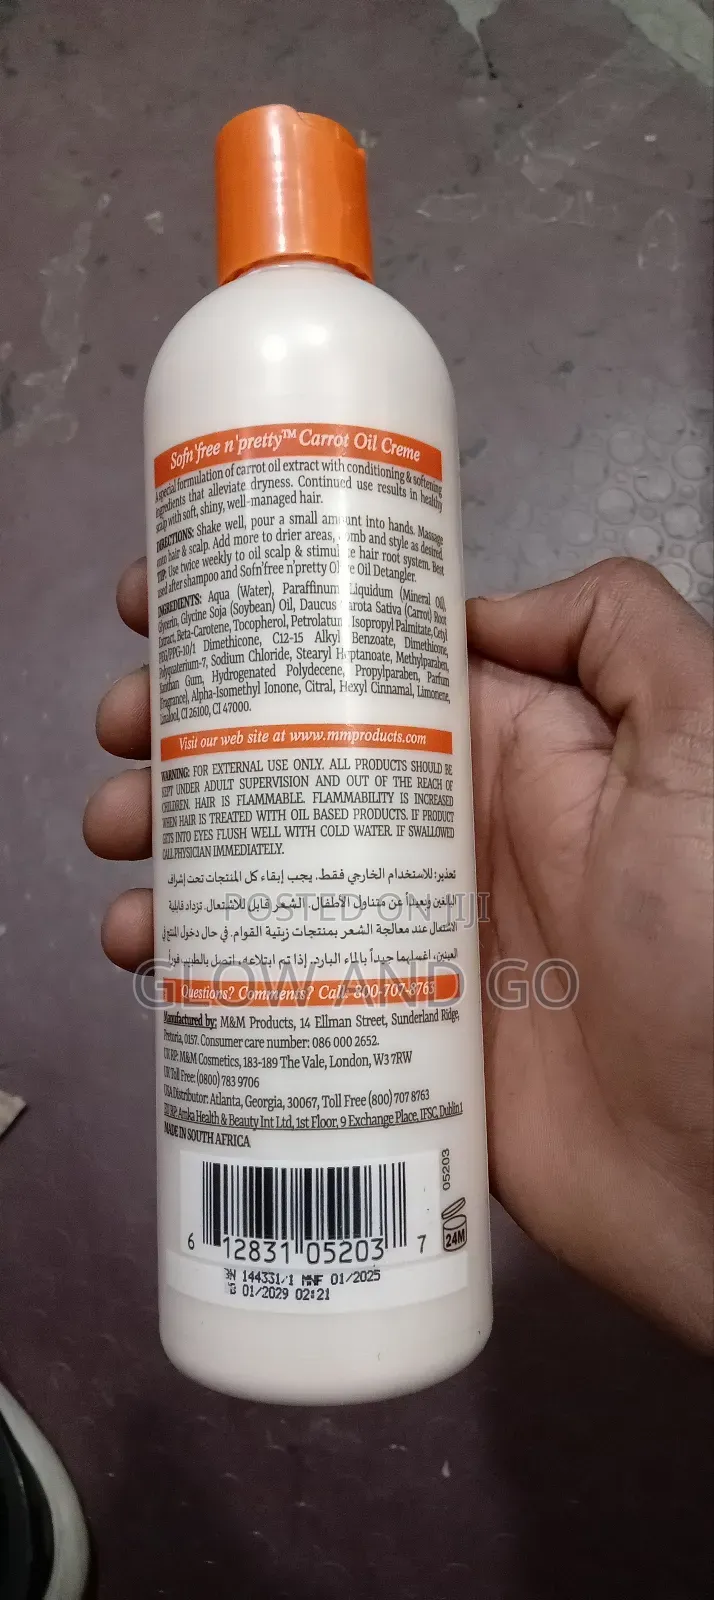 Sofn'free n'pretty™ Carrot Oil Creme
A special formulation of carrot oil extract with conditioning & softening
ingredients that alleviate dryness. Continued use results in healthy
scalp with soft, shiny, well-managed hair.
DIRECTIONS: Shake well, pour a small amount into hands. Massage
onto hair & scalp. Add more to drier areas, comb and style as desired.
TIP: Use twice weekly to oil scalp & stimulate hair root system. Best
used after shampoo and Sofn'free n'pretty Olive Oil Detangler.
INGREDIENTS: Aqua (Water), Paraffinum Liquidum (Mineral Oil),
Glycerin, Glycine Soja (Soybean) Oil, Daucus Carota Sativa (Carrot) Root
Extract, Beta-Carotene, Tocopherol, Petrolatum, Isopropyl Palmitate, Cetyl
PEG/PPG-10/1 Dimethicone, C12-15 Alkyl Benzoate, Dimethicone,
Polyquaterium-7, Sodium Chloride, Stearyl Heptanoate, Methylparaben,
Xanthan Gum, Hydrogenated Polydecene, Propylparaben, Parfum
(Fragrance), Alpha-Isomethyl Ionone, Citral, Hexyl Cinnamal, Limonene,
Linalool, CI 26100, CI 47000.
Visit our web site at www.mmproducts.com
WARNING: FOR EXTERNAL USE ONLY. ALL PRODUCTS SHOULD BE
KEPT UNDER ADULT SUPERVISION AND OUT OF THE REACH OF
CHILDREN. HAIR IS FLAMMABLE. FLAMMABILITY IS INCREASED
WHEN HAIR IS TREATED WITH OIL BASED PRODUCTS. IF PRODUCT
GETS INTO EYES FLUSH WELL WITH COLD WATER. IF SWALLOWED
CALL PHYSICIAN IMMEDIATELY.
تحذير: للاستخدام الخارجي فقط. يجب إبقاء كل المنتجات تحت إشراف
البالغين وبعيداً عن متناول الأطفال. الشعر قابل للاشتعال. تزداد قابلية
الاشتعال عند معالجة الشعر بمنتجات زيتية القوام. في حال دخول المنتج في
العينين، اغسلهما جيداً بالماء البارد. إذا تم ابتلاعه، اتصل بالطبيب فوراً
POSTED ON JIJI
GLOW AND GO
Questions? Comments? Call: 800-707-8763
Manufactured by: M&M Products, 14 Ellman Street, Sunderland Ridge,
Pretoria, 0157. Consumer care number: 086 000 2652.
UK RP: M&M Cosmetics, 183-189 The Vale, London, W3 7RW
UK Toll Free: (0800) 783 9706
USA Distributor: Atlanta, Georgia, 30067, Toll Free (800) 707 8763
EU RP: Amka Health & Beauty Int Ltd, 1st Floor, 9 Exchange Place, IFSC, Dublin 1
MADE IN SOUTH AFRICA
05203
24M
6 12831 05203 7
BN 144331/1 MNF 01/2025
01/2029 02:21